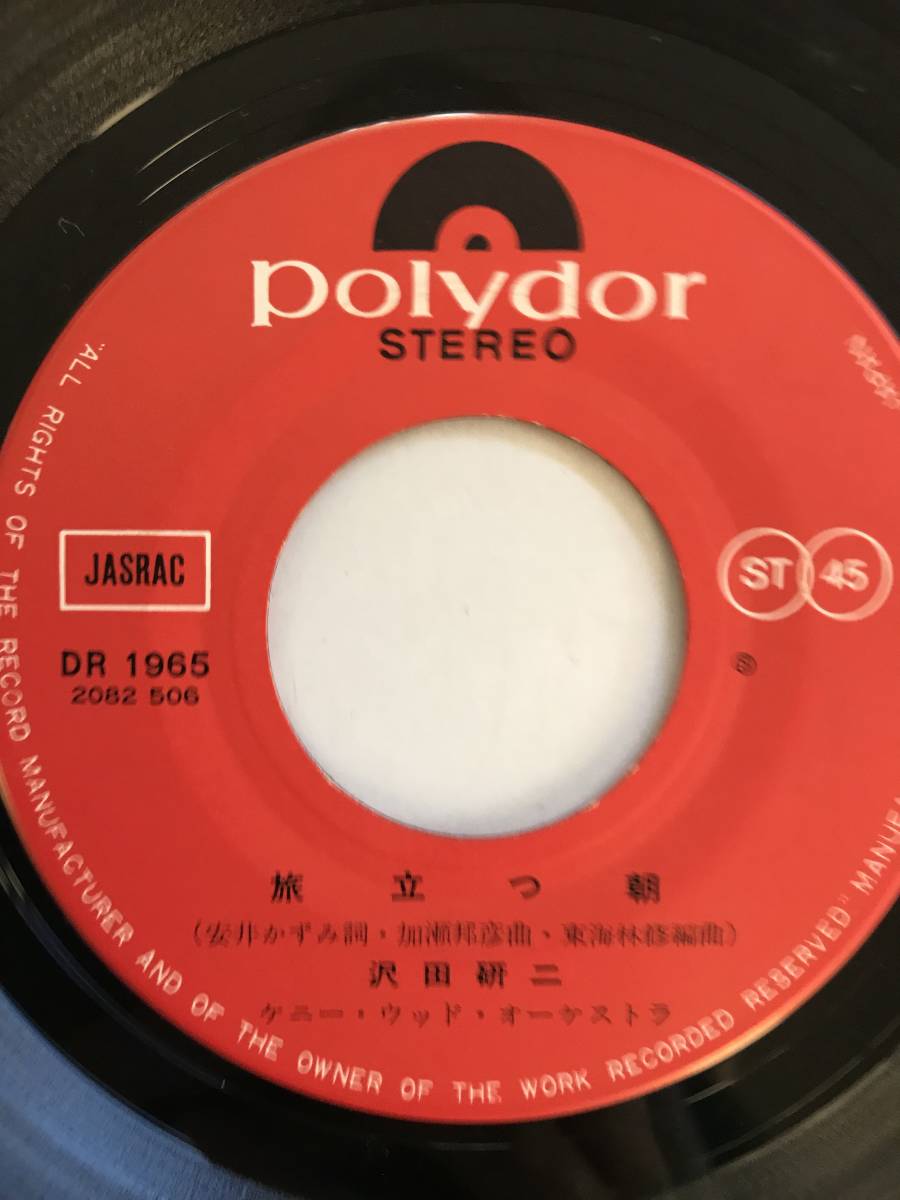 polydor
STEREO
JASRAC
DR 1965
2082 506
ST 45
旅立つ朝
(安井かずみ詞・加瀬邦彦曲・東海林修編曲)
沢田研二
ケニー・ウッド・オーケストラ
"ALL RIGHTS OF THE RECORD MANUFACTURER AND OF THE OWNER OF THE WORK RECORDED RESERVED" MANUFA